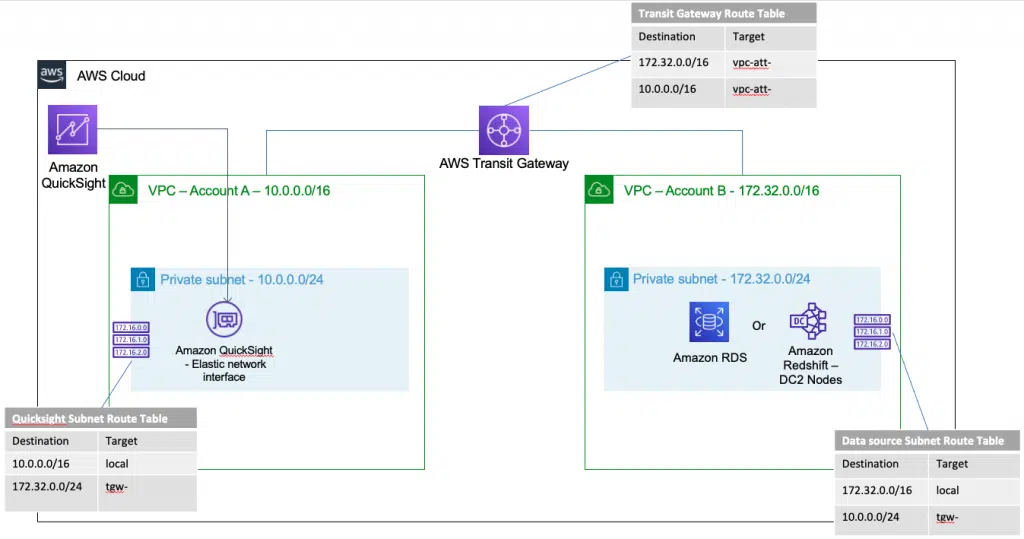 Transit Gateway Route Table
Destination Target
172.32.0.0/16 vpc-att-
10.0.0.0/16 vpc-att-
aws
AWS Cloud
Amazon
QuickSight
AWS Transit Gateway
VPC – Account A – 10.0.0.0/16
VPC – Account B - 172.32.0.0/16
Private subnet - 10.0.0.0/24
Private subnet - 172.32.0.0/24
172.16.0.0
172.16.1.0
172.16.2.0
Amazon QuickSight
- Elastic network
interface
Amazon RDS
Or
DC
Amazon
Redshift –
DC2 Nodes
172.16.0.0
172.16.1.0
172.16.2.0
Quicksight Subnet Route Table
Destination Target
10.0.0.0/16 local
172.32.0.0/24 tgw-
Data source Subnet Route Table
Destination Target
172.32.0.0/16 local
10.0.0.0/24 tgw-